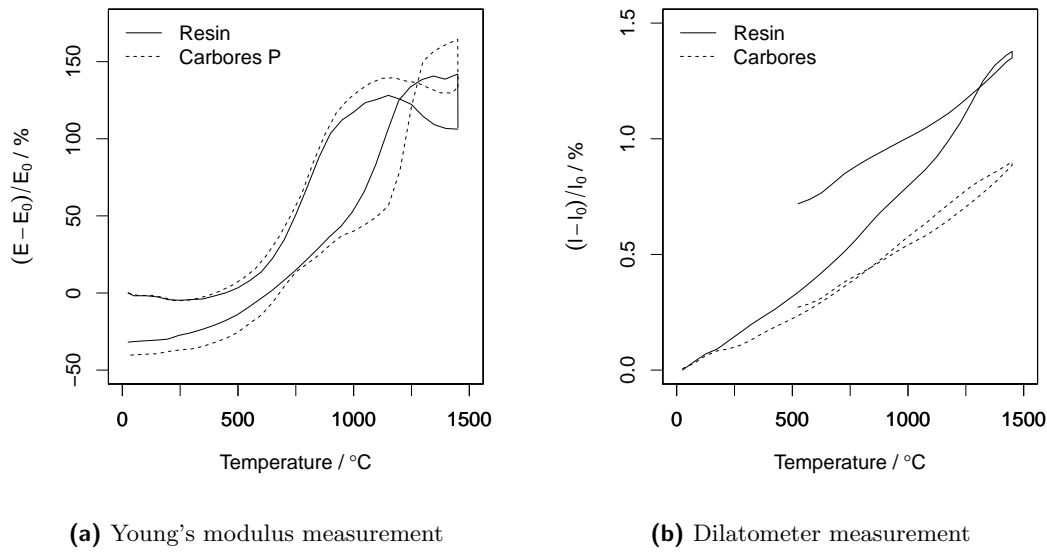 Resin
Carbores P
(E − E0)/E0 / %
150
100
50
0
−50
0
500
1000
1500
Temperature / °C
(a) Young's modulus measurement
Resin
Carbores
(l − l0)/l0 / %
1.5
1.0
0.5
0.0
0
500
1000
1500
Temperature / °C
(b) Dilatometer measurement